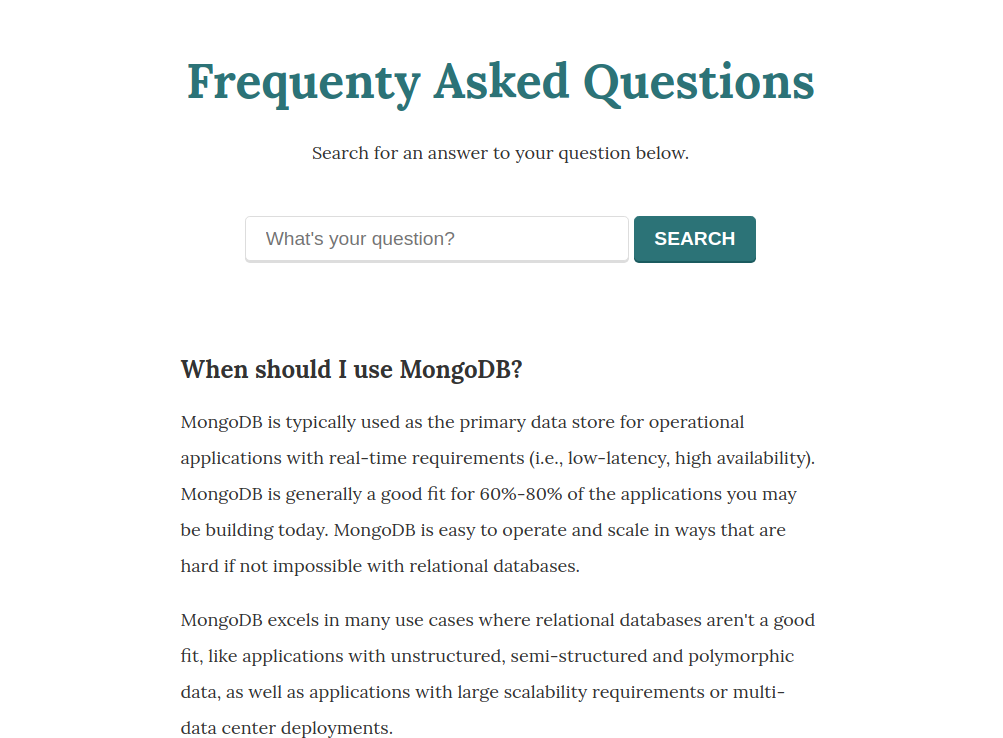 Frequenty Asked Questions
Search for an answer to your question below.
What's your question?
SEARCH
When should I use MongoDB?
MongoDB is typically used as the primary data store for operational
applications with real-time requirements (i.e., low-latency, high availability).
MongoDB is generally a good fit for 60%-80% of the applications you may
be building today. MongoDB is easy to operate and scale in ways that are
hard if not impossible with relational databases.
MongoDB excels in many use cases where relational databases aren't a good
fit, like applications with unstructured, semi-structured and polymorphic
data, as well as applications with large scalability requirements or multi-
data center deployments.